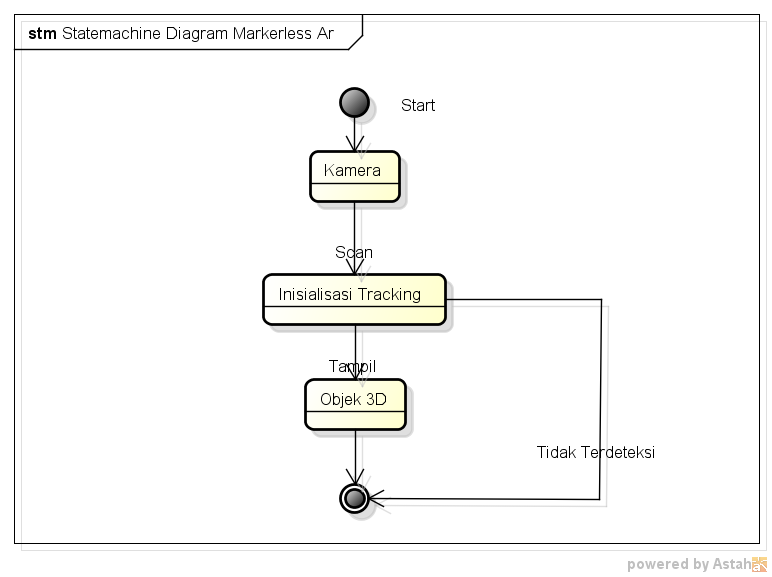 stm Statemachine Diagram Markerless Ar
Start
Kamera
Scan
Inisialisasi Tracking
Tampil
Objek 3D
Tidak Terdeteksi
powered by Astah